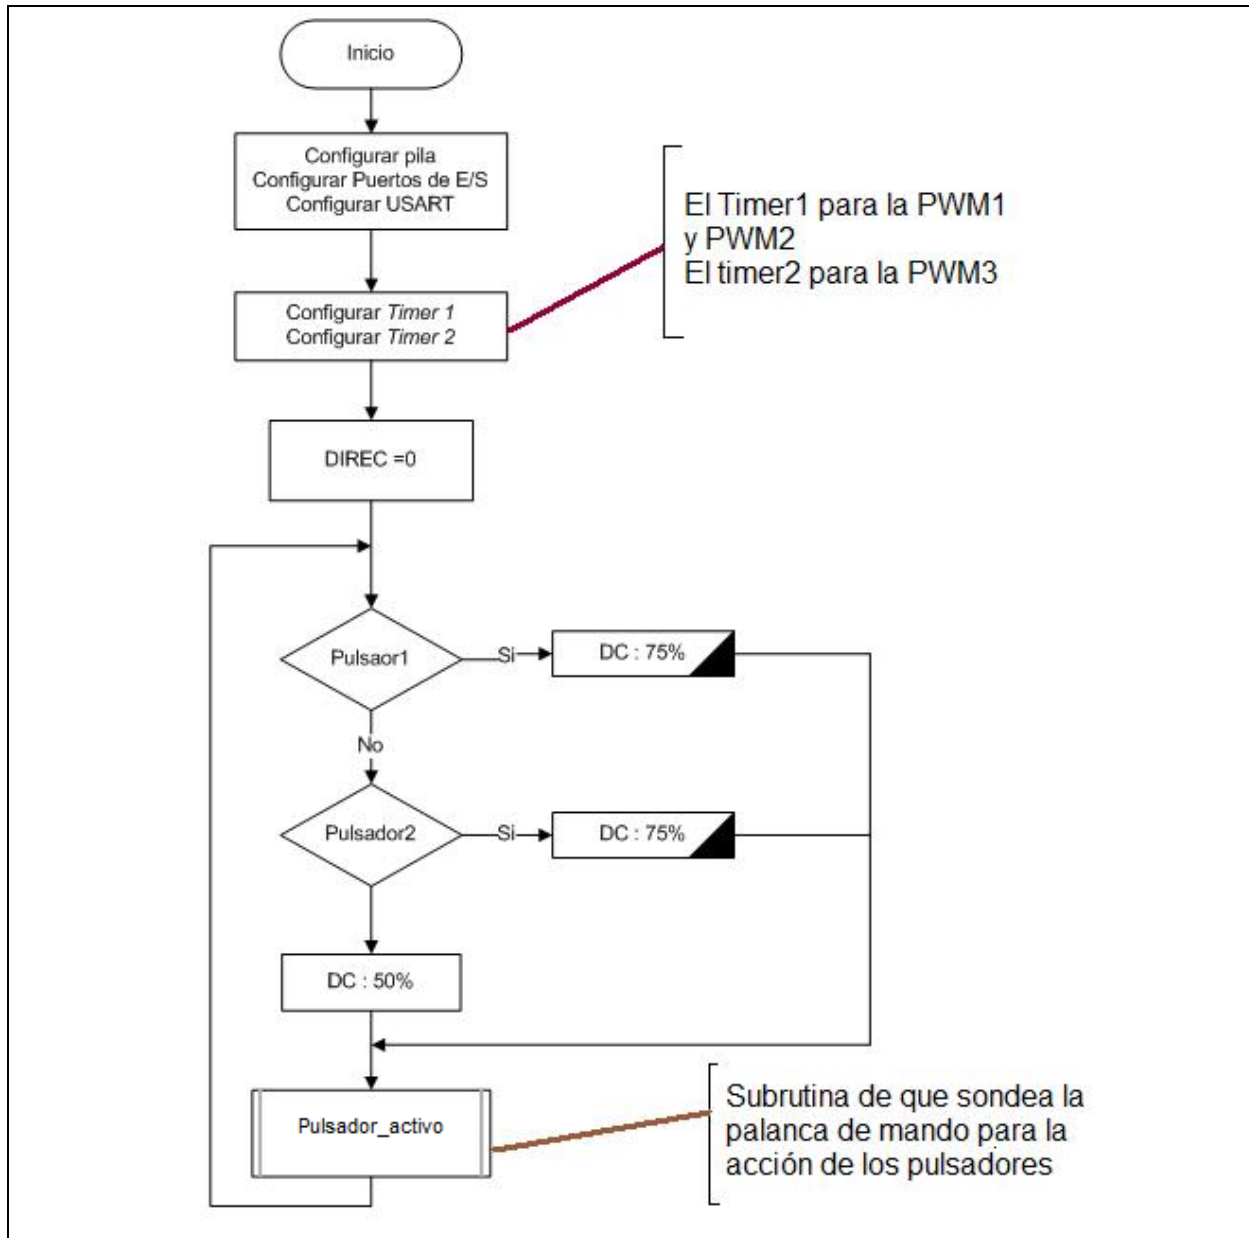 Inicio
Configurar pila
Configurar Puertos de E/S
Configurar USART
El Timer1 para la PWM1
y PWM2
El timer2 para la PWM3
Configurar Timer 1
Configurar Timer 2
DIREC =0
Pulsaor1
Si
DC : 75%
No
Pulsador2
Si
DC : 75%
DC : 50%
Pulsador_activo
Subrutina de que sondea la
palanca de mando para la
acción de los pulsadores